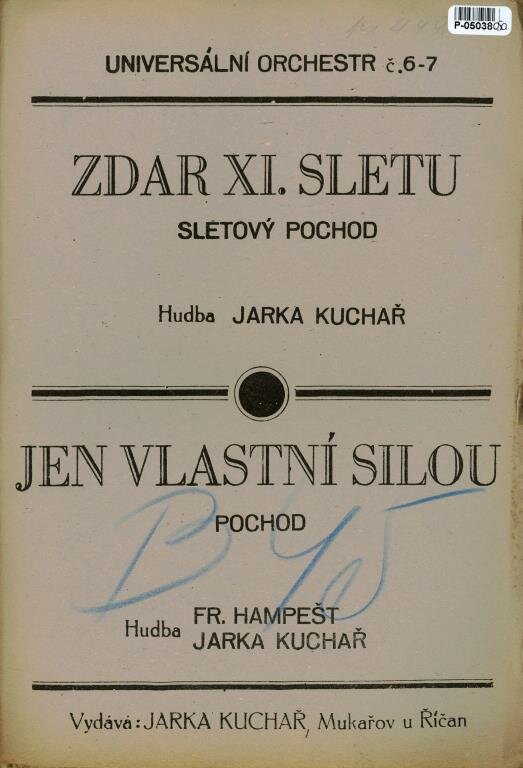 P-05038
UNIVERSÁLNÍ ORCHESTR č.6-7
ZDAR XI. SLETU
SLETOVÝ POCHOD
Hudba JARKA KUCHAŘ
JEN VLASTNÍ SILOU
POCHOD
FR. HAMPEŠT
Hudba JARKA KUCHAŘ
Vydává: JARKA KUCHAŘ, Mukařov u Říčan